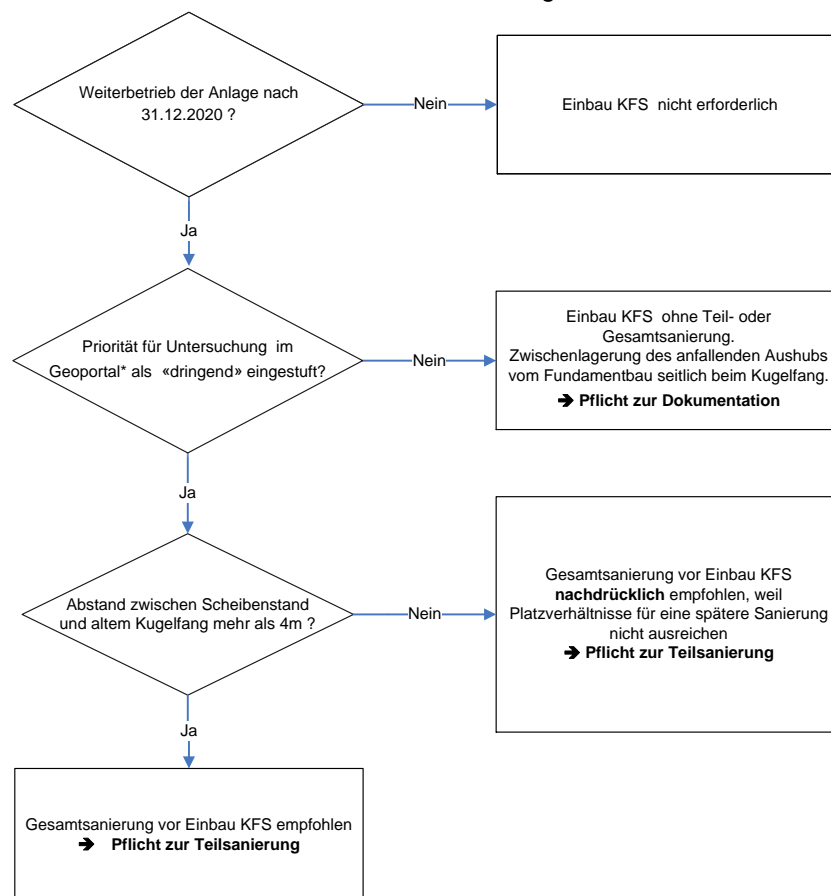 Weiterbetrieb der Anlage nach
31.12.2020 ?
Nein
Einbau KFS nicht erforderlich
Ja
Priorität für Untersuchung im
Geoportal* als «dringend» eingestuft?
Nein
Einbau KFS ohne Teil- oder
Gesamtsanierung.
Zwischenlagerung des anfallenden Aushubs
vom Fundamentbau seitlich beim Kugelfang.
➔ Pflicht zur Dokumentation
Ja
Abstand zwischen Scheibenstand
und altem Kugelfang mehr als 4m ?
Nein
Gesamtsanierung vor Einbau KFS
nachdrücklich empfohlen, weil
Platzverhältnisse für eine spätere Sanierung
nicht ausreichen
➔ Pflicht zur Teilsanierung
Ja
Gesamtsanierung vor Einbau KFS empfohlen
➔ Pflicht zur Teilsanierung